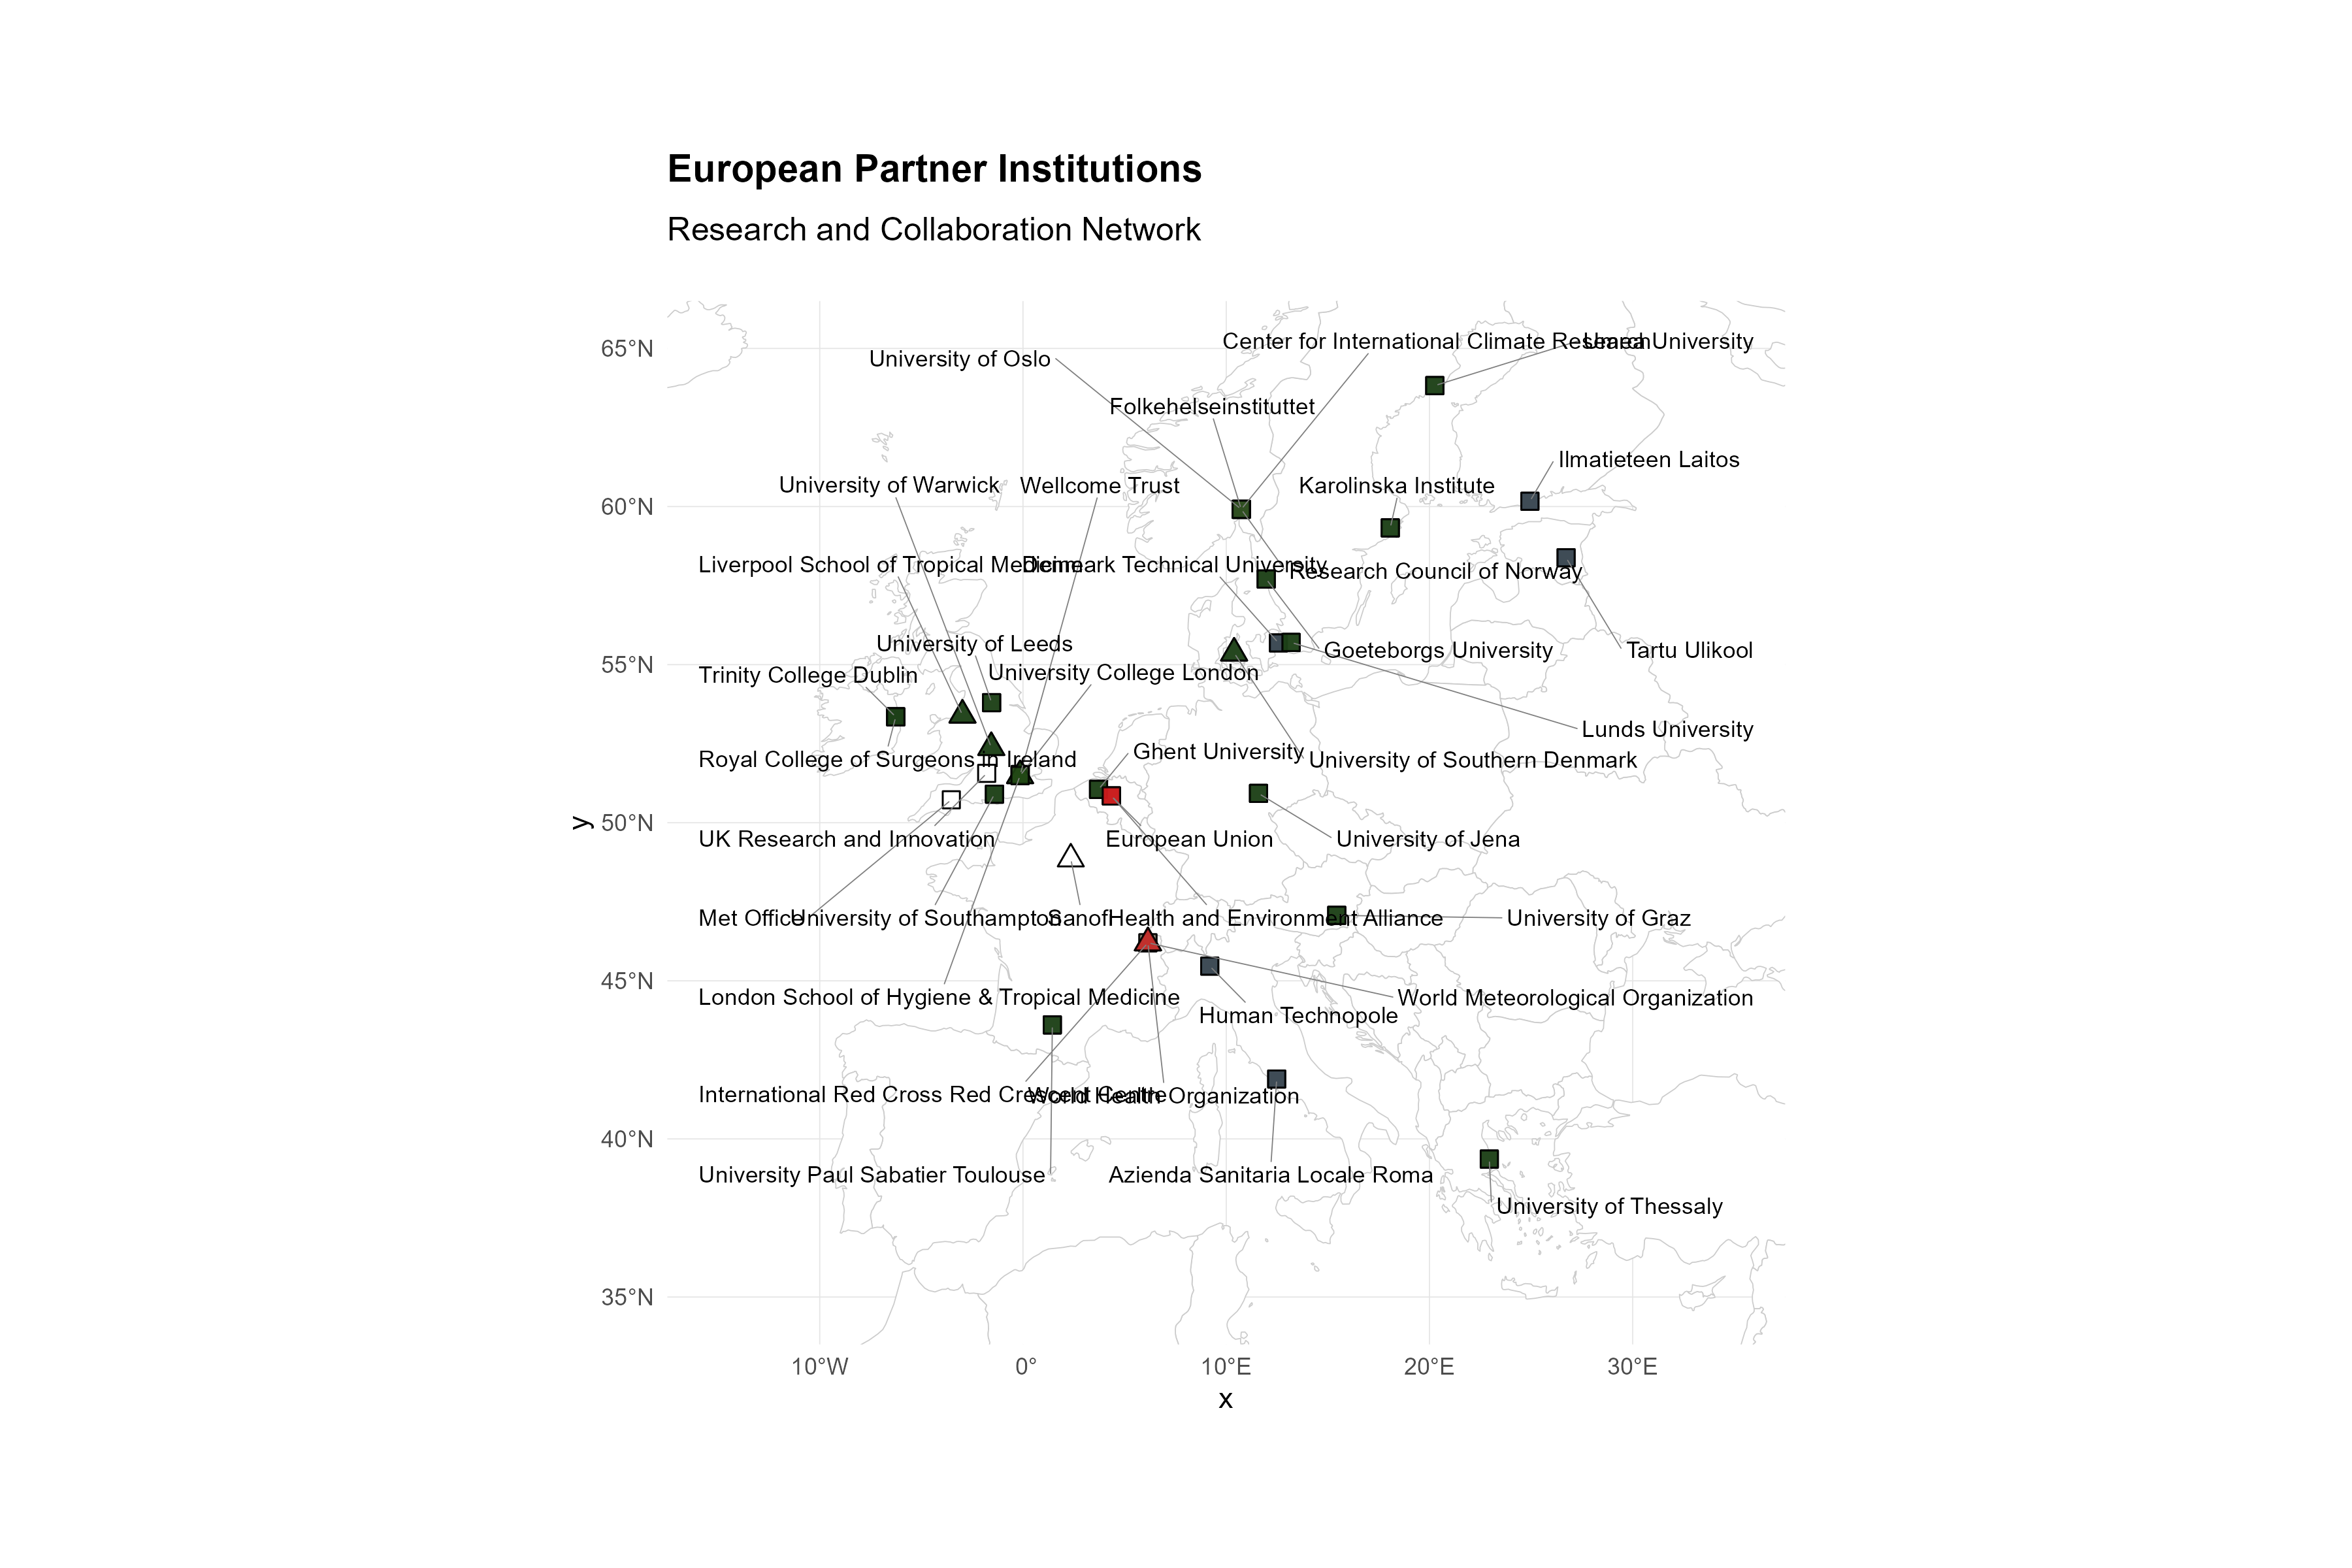 European Partner Institutions
Research and Collaboration Network
65°N
60°N
55°N
50°N
45°N
40°N
35°N
y
Center for International Climate Research
Umea University
University of Oslo
Folkehelseinstituttet
Ilmatieteen Laitos
University of Warwick
Wellcome Trust
Karolinska Institute
Liverpool School of Tropical Medicine
Denmark Technical University
Research Council of Norway
University of Leeds
Goeteborgs University
Tartu Ulikool
Trinity College Dublin
University College London
Lunds University
Royal College of Surgeons in Ireland
Ghent University
University of Southern Denmark
UK Research and Innovation
European Union
University of Jena
Met Office
University of Southampton
Sanofi
Health and Environment Alliance
University of Graz
London School of Hygiene & Tropical Medicine
World Meteorological Organization
Human Technopole
International Red Cross Red Crescent Centre
World Health Organization
University Paul Sabatier Toulouse
Azienda Sanitaria Locale Roma
University of Thessaly
10°W
0°
10°E
20°E
30°E
x